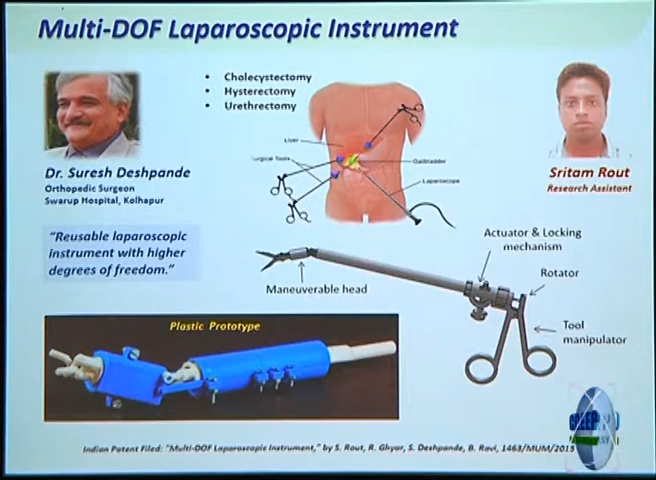 Multi-DOF Laparoscopic Instrument
Dr. Suresh Deshpande
Orthopedic Surgeon
Swarup Hospital, Kolhapur
• Cholecystectomy
• Hysterectomy
• Urethrectomy
Liver
Surgical Tools
Gallbladder
Laparoscope
Sritam Rout
Research Assistant
"Reusable laparoscopic
instrument with higher
degrees of freedom."
Maneuverable head
Actuator & Locking
mechanism
Rotator
Tool
manipulator
Plastic Prototype
Indian Patent Filed: "Multi-DOF Laparoscopic Instrument," by S. Rout, R. Ghyar, S. Deshpande, B. Ravi, 1463/MUM/2013